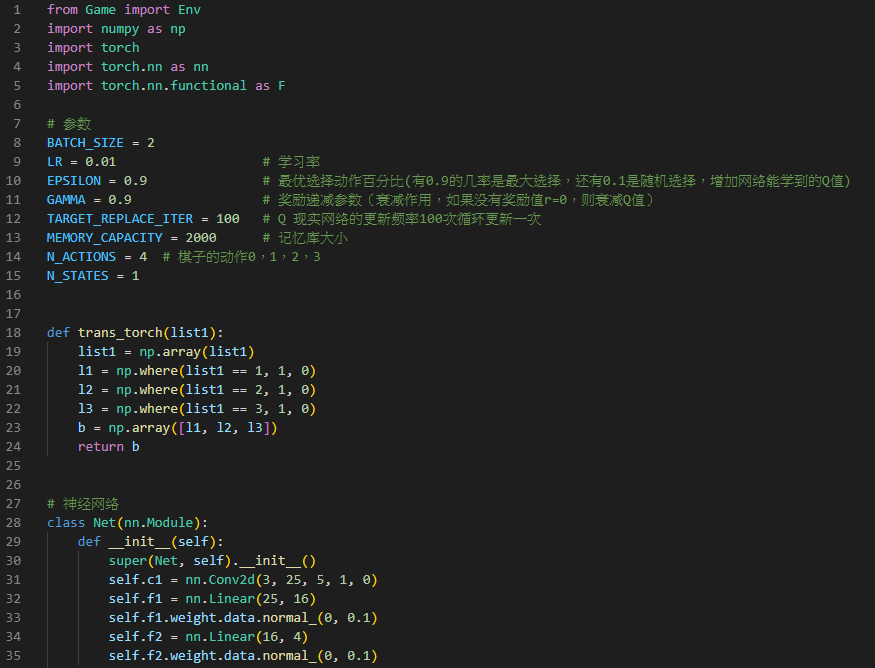 1 from Game import Env
2 import numpy as np
3 import torch
4 import torch.nn as nn
5 import torch.nn.functional as F
6
7 # 参数
8 BATCH_SIZE = 2
9 LR = 0.01 # 学习率
10 EPSILON = 0.9 # 最优选择动作百分比(有0.9的几率是最大选择，还有0.1是随机选择，增加网络能学到的Q值)
11 GAMMA = 0.9 # 奖励递减参数（衰减作用，如果没有奖励值r=0，则衰减Q值）
12 TARGET_REPLACE_ITER = 100 # Q 现实网络的更新频率100次循环更新一次
13 MEMORY_CAPACITY = 2000 # 记忆库大小
14 N_ACTIONS = 4 # 棋子的动作0，1，2，3
15 N_STATES = 1
16
17
18 def trans_torch(list1):
19 list1 = np.array(list1)
20 l1 = np.where(list1 == 1, 1, 0)
21 l2 = np.where(list1 == 2, 1, 0)
22 l3 = np.where(list1 == 3, 1, 0)
23 b = np.array([l1, l2, l3])
24 return b
25
26
27 # 神经网络
28 class Net(nn.Module):
29 def __init__(self):
30 super(Net, self).__init__()
31 self.c1 = nn.Conv2d(3, 25, 5, 1, 0)
32 self.f1 = nn.Linear(25, 16)
33 self.f1.weight.data.normal_(0, 0.1)
34 self.f2 = nn.Linear(16, 4)
35 self.f2.weight.data.normal_(0, 0.1)